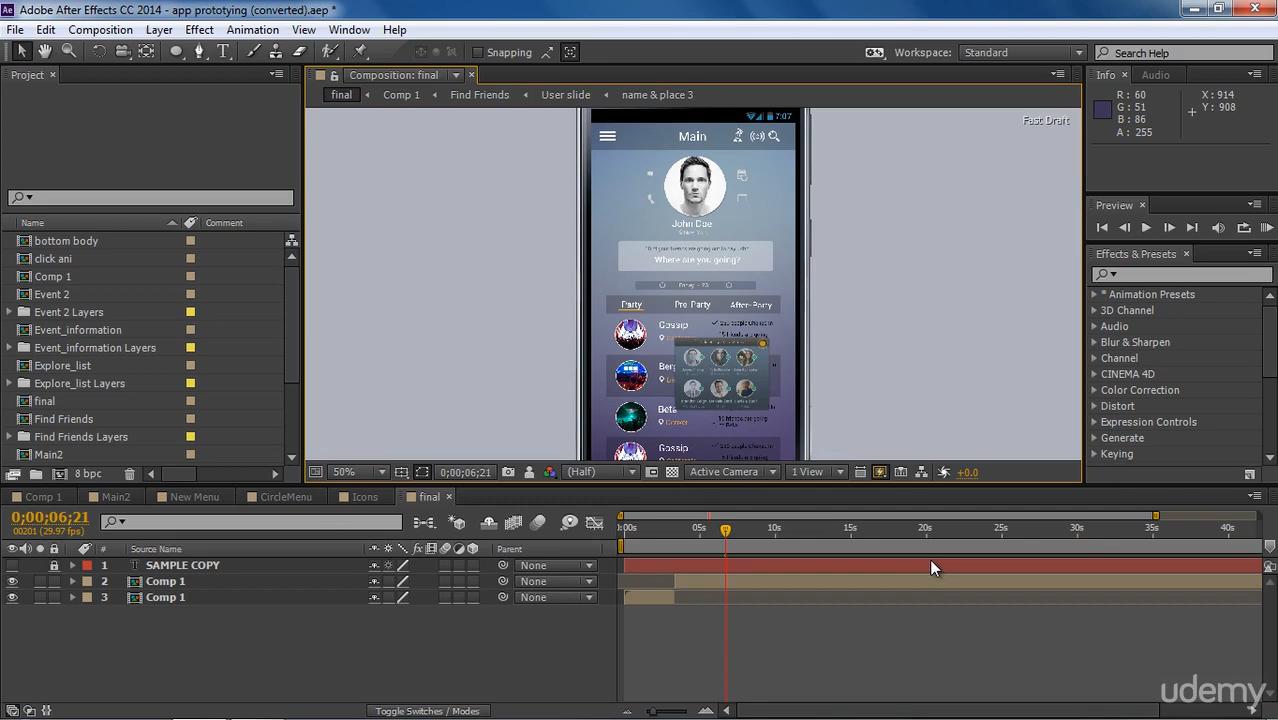 Adobe After Effects CC 2014 - app prototying (converted).aep *
File Edit Composition Layer Effect Animation View Window Help
Snapping
Workspace: Standard
Search Help
Project
Composition: final
Info Audio
final Comp 1 Find Friends User slide name & place 3
R : 60
G : 51
B : 86
A : 255
X : 914
Y : 908
Fast Draft
7:07
Main
John Doe
Where are you going?
Party Pre Party After-Party
Gossip
Beta
Denver
Gossip
Preview
Effects & Presets
* Animation Presets
3D Channel
Audio
Blur & Sharpen
Channel
CINEMA 4D
Color Correction
Distort
Expression Controls
Generate
Keying
Name Comment
bottom body
click ani
Comp 1
Event 2
Event 2 Layers
Event_information
Event_information Layers
Explore_list
Explore_list Layers
final
Find Friends
Find Friends Layers
Main2
8 bpc
50% 0;00;06;21 (Half) Active Camera 1 View +0.0
Comp 1 Main2 New Menu CircleMenu Icons final
0;00;06;21
00201 (29.97 fps)
:00s 05s 10s 15s 20s 25s 30s 35s 40s
# Source Name Parent
1 T SAMPLE COPY None
2 Comp 1 None
3 Comp 1 None
Toggle Switches / Modes
udemy